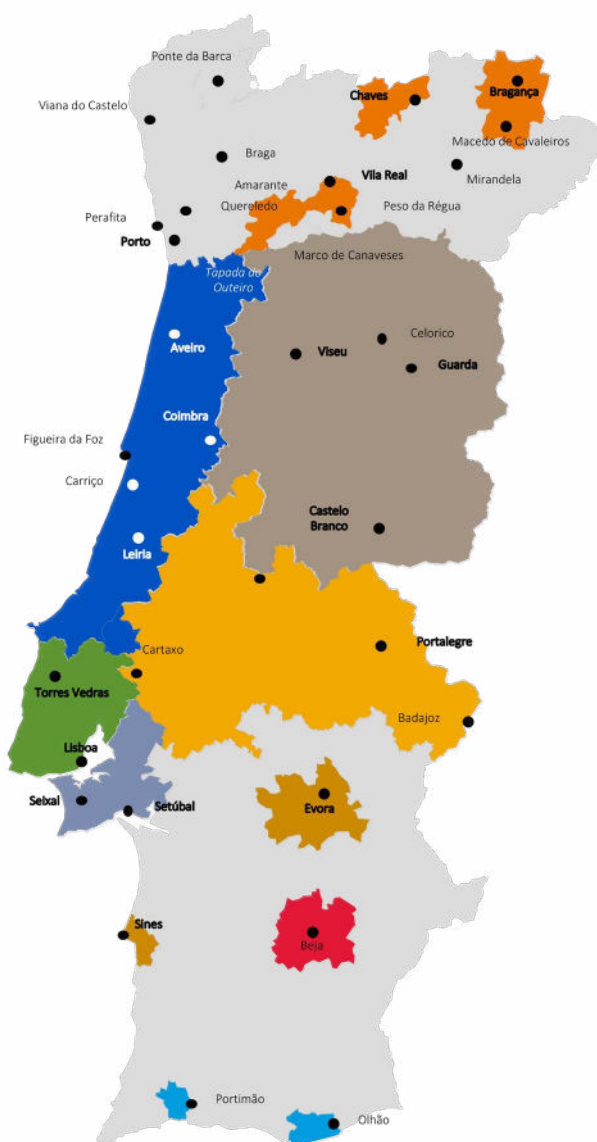 Ponte da Barca
Chaves
Bragança
Viana do Castelo
Macedo de Cavaleiros
Braga
Vila Real
Mirandela
Amarante
Quereledo
Peso da Régua
Perafita
Porto
Marco de Canaveses
Tapada do
Outeiro
Aveiro
Viseu
Celorico
Guarda
Coimbra
Figueira da Foz
Carriço
Castelo
Branco
Leiria
Portalegre
Cartaxo
Torres Vedras
Badajoz
Lisboa
Seixal
Setúbal
Evora
Sines
Beja
Portimão
Olhão